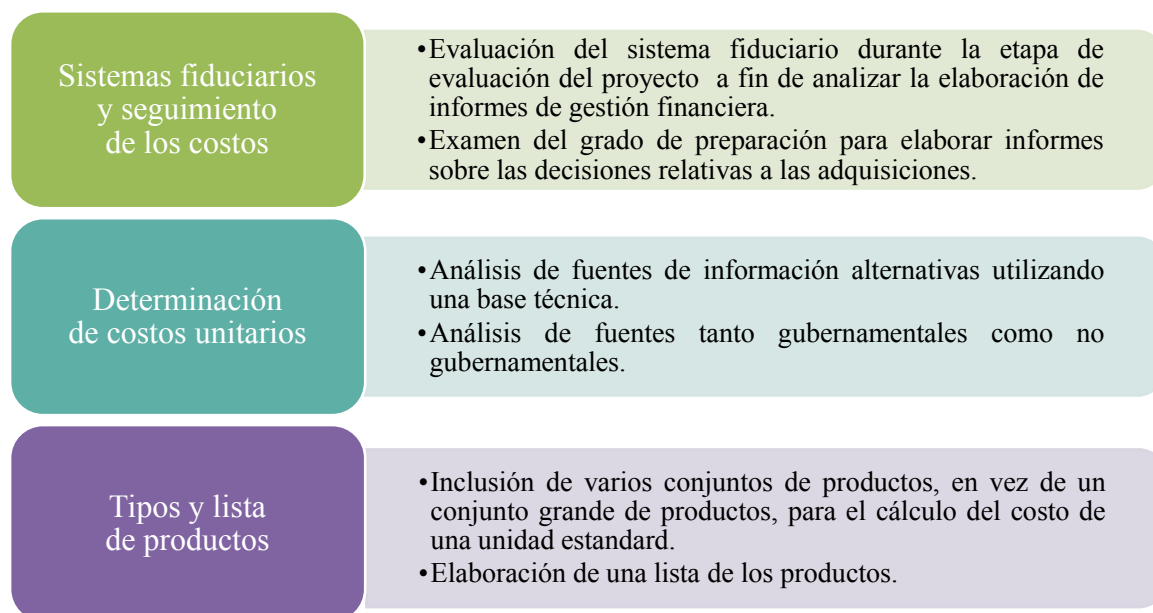 Sistemas fiduciarios
y seguimiento
de los costos
•Evaluación del sistema fiduciario durante la etapa de
evaluación del proyecto a fin de analizar la elaboración de
informes de gestión financiera.
•Examen del grado de preparación para elaborar informes
sobre las decisiones relativas a las adquisiciones.
Determinación
de costos unitarios
•Análisis de fuentes de información alternativas utilizando
una base técnica.
•Análisis de fuentes tanto gubernamentales como no
gubernamentales.
Tipos y lista
de productos
•Inclusión de varios conjuntos de productos, en vez de un
conjunto grande de productos, para el cálculo del costo de
una unidad estandard.
•Elaboración de una lista de los productos.